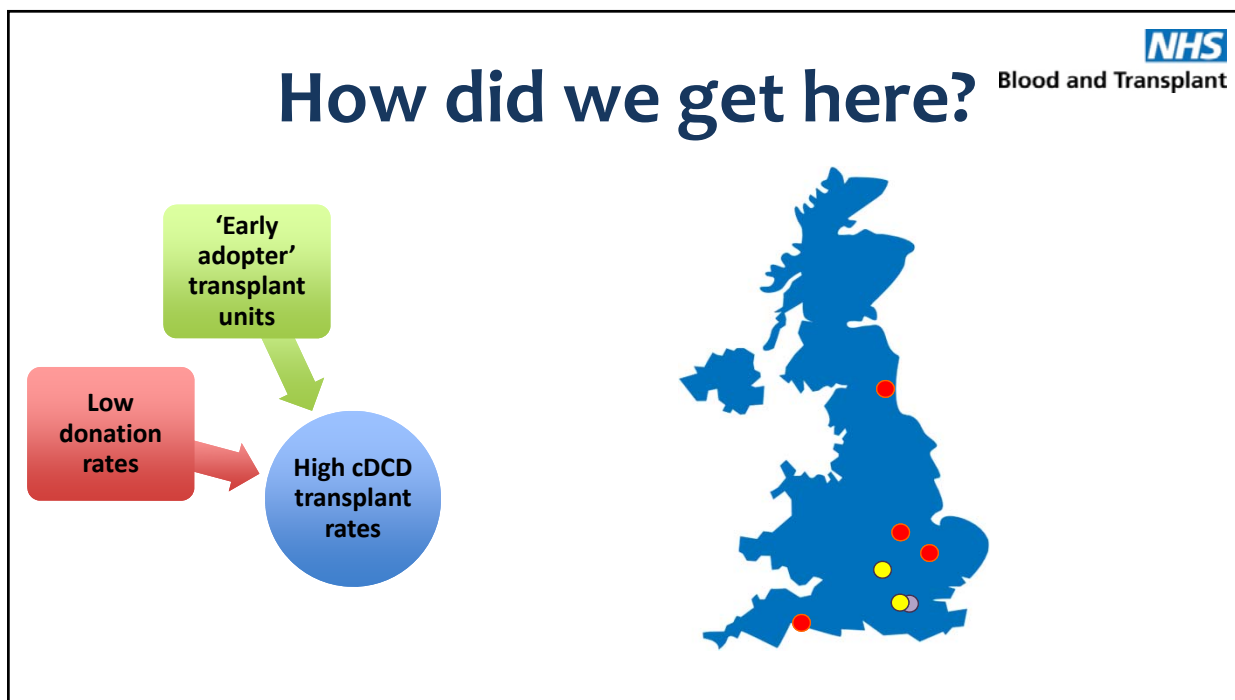 NHS
Blood and Transplant
How did we get here?
‘Early
adopter’
transplant
units
Low
donation
rates
High cDCD
transplant
rates